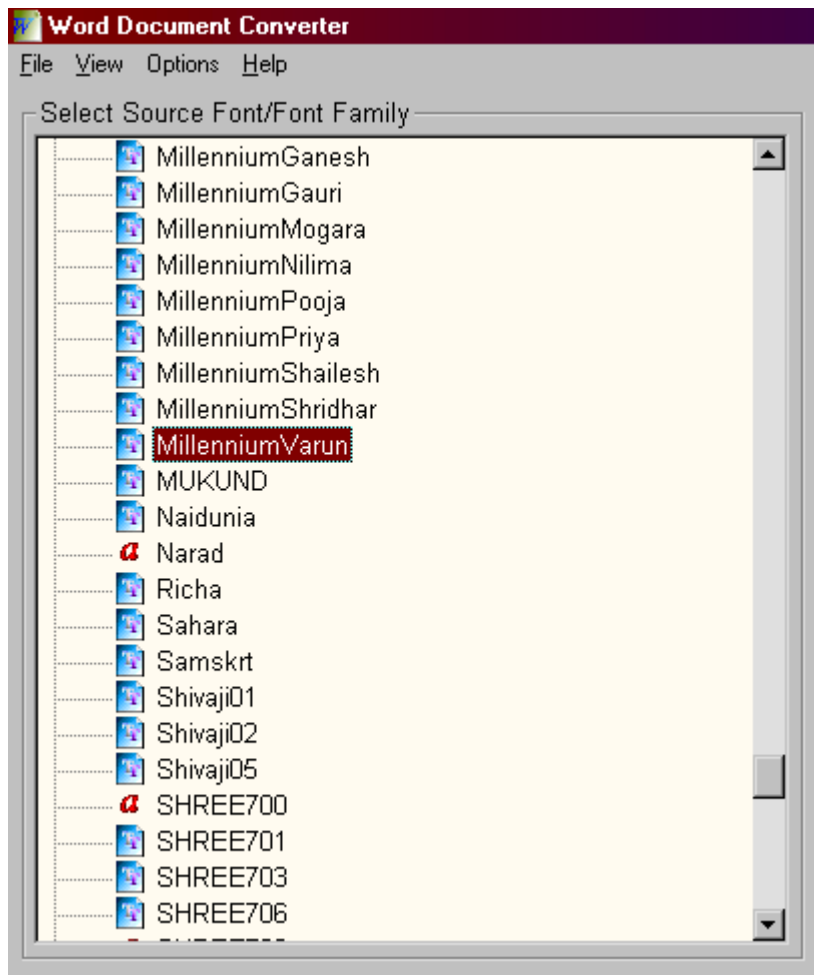 Word Document Converter
File View Options Help
Select Source Font/Font Family
MillenniumGanesh
MillenniumGauri
MillenniumMogara
MillenniumNilima
MillenniumPooja
MillenniumPriya
MillenniumShailesh
MillenniumShridhar
MillenniumVarun
MUKUND
Naidunia
Narad
Richa
Sahara
Samskrt
Shivaji01
Shivaji02
Shivaji05
SHREE700
SHREE701
SHREE703
SHREE706